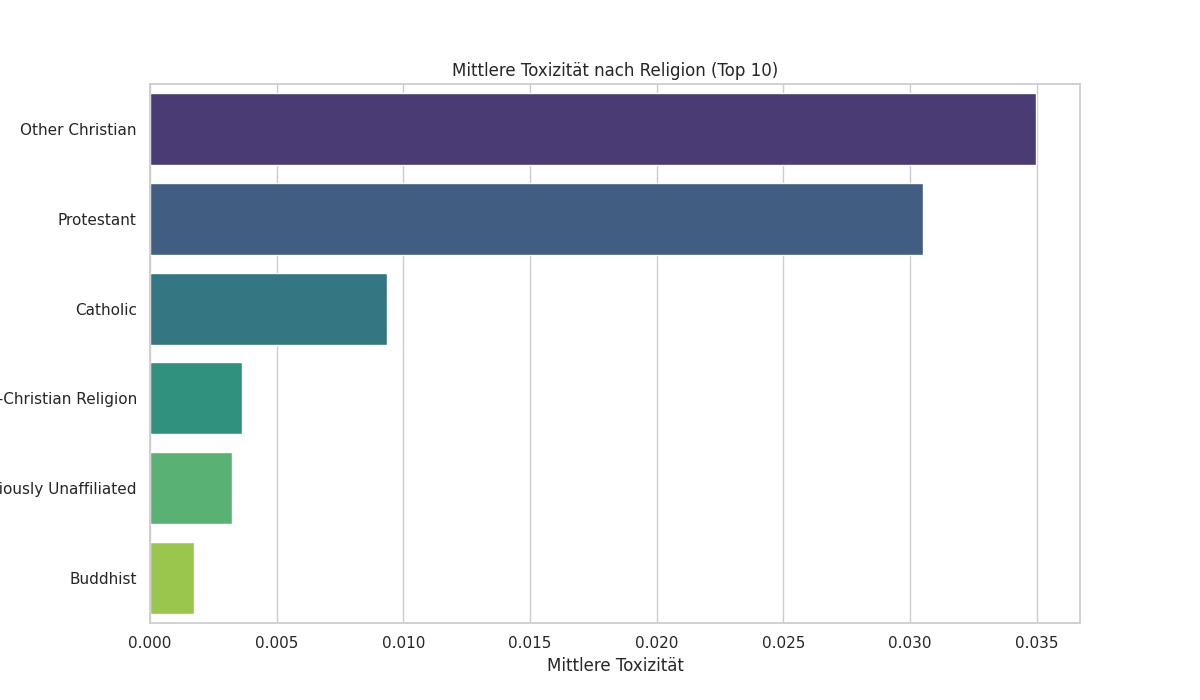 Mittlere Toxizität nach Religion (Top 10)
Other Christian
Protestant
Catholic
-Christian Religion
iously Unaffiliated
Buddhist
0.000 0.005 0.010 0.015 0.020 0.025 0.030 0.035
Mittlere Toxizität